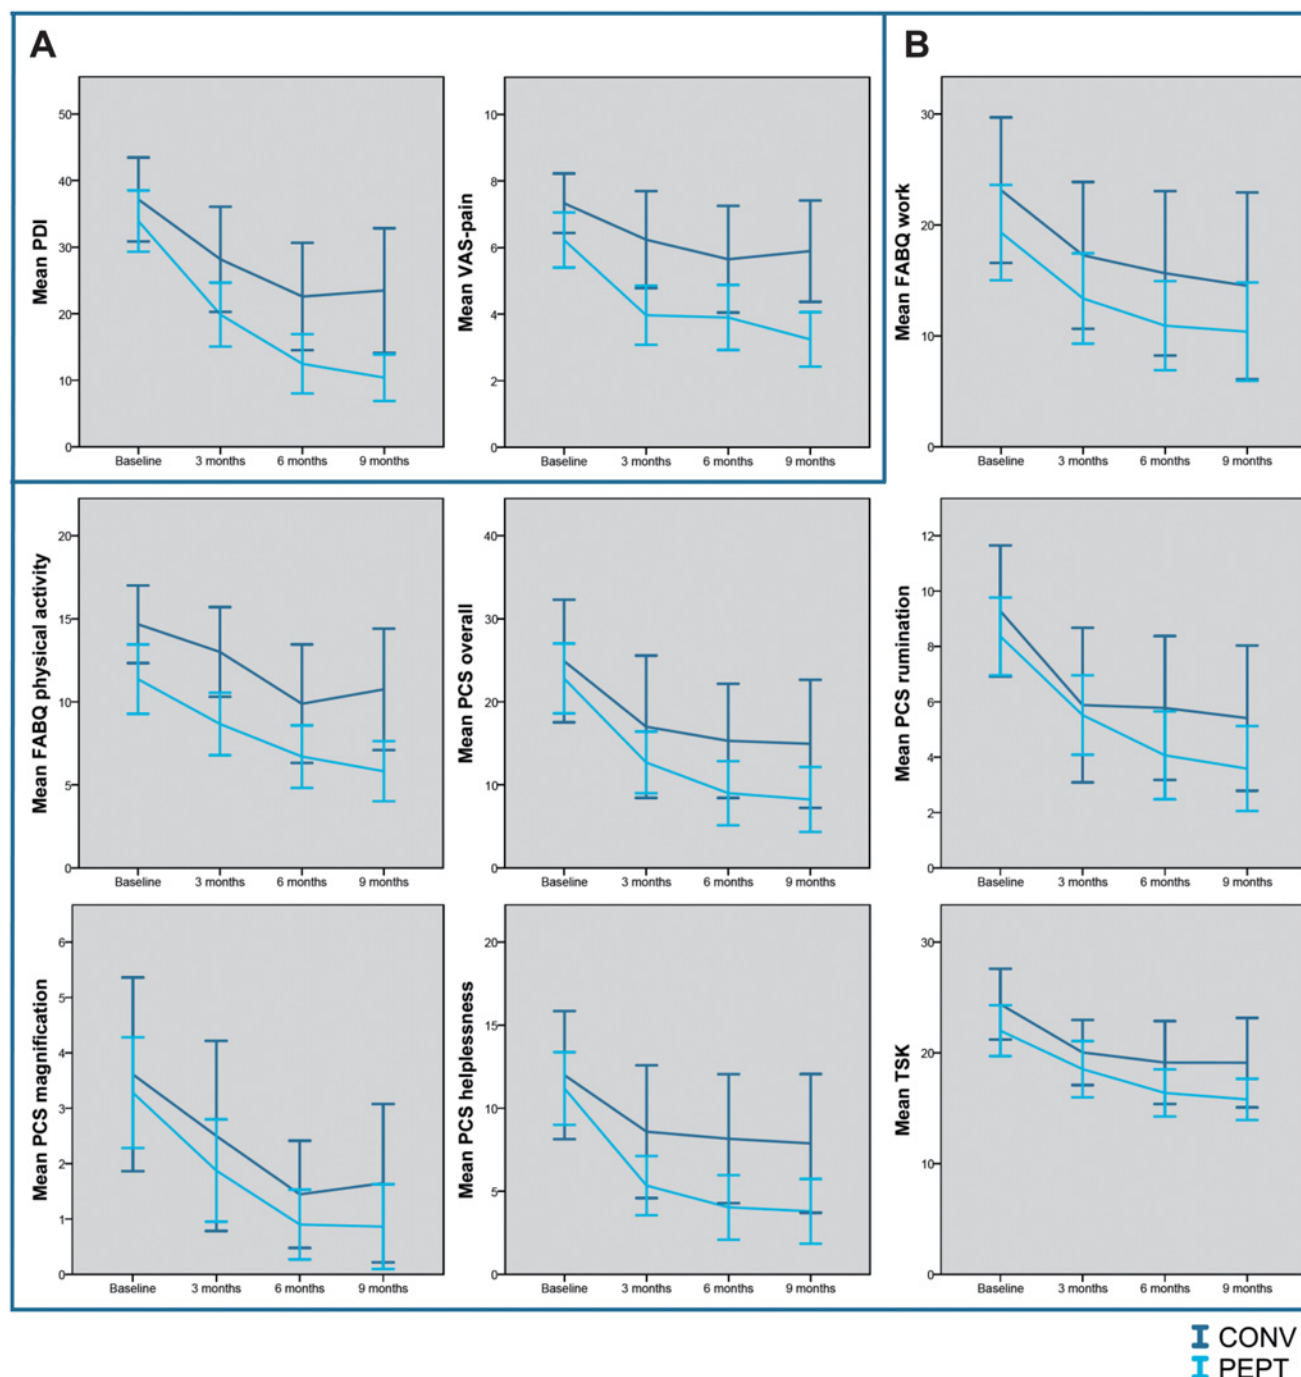 A
B
Mean PDI
50
40
30
20
10
0
Baseline 3 months 6 months 9 months
Mean VAS-pain
10
8
6
4
2
0
Baseline 3 months 6 months 9 months
Mean FABQ work
30
20
10
0
Baseline 3 months 6 months 9 months
Mean FABQ physical activity
20
15
10
5
0
Baseline 3 months 6 months 9 months
Mean PCS overall
40
30
20
10
0
Baseline 3 months 6 months 9 months
Mean PCS rumination
12
10
8
6
4
2
0
Baseline 3 months 6 months 9 months
Mean PCS magnification
6
5
4
3
2
1
0
Baseline 3 months 6 months 9 months
Mean PCS helplessness
20
15
10
5
0
Baseline 3 months 6 months 9 months
Mean TSK
30
20
10
0
Baseline 3 months 6 months 9 months
CONV
PEPT